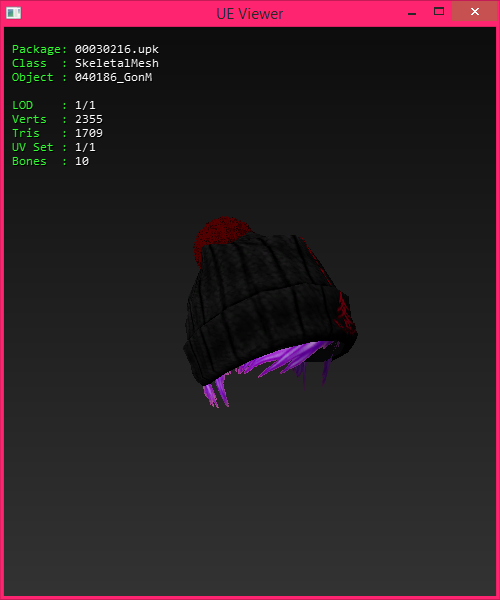 UE Viewer
Package: 00030216.upk
Class  : SkeletalMesh
Object : 040186_GonM
LOD    : 1/1
Verts  : 2355
Tris   : 1709
UV Set : 1/1
Bones  : 10